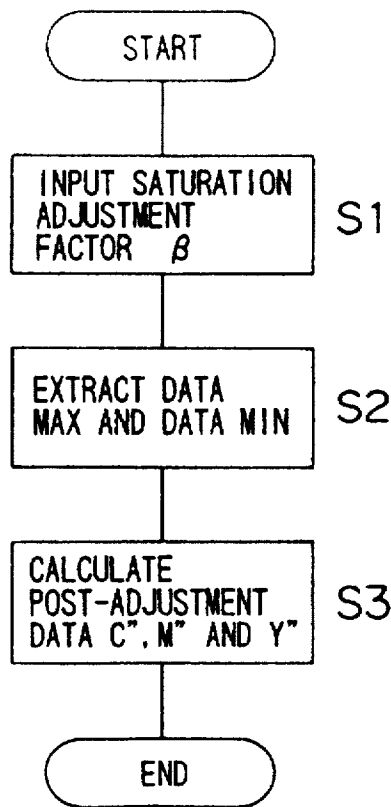 START
INPUT SATURATION
ADJUSTMENT
FACTOR β
S1
EXTRACT DATA
MAX AND DATA MIN
S2
CALCULATE
POST-ADJUSTMENT
DATA C", M" AND Y"
S3
END